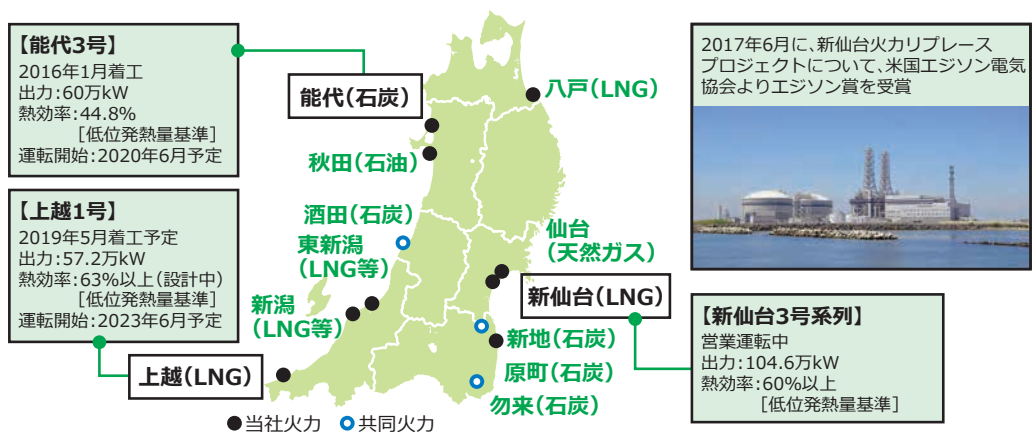 【能代3号】
2016年1月着工
出力:60万kW
熱効率:44.8%
[低位発熱量基準]
運転開始:2020年6月予定
【上越1号】
2019年5月着工予定
出力:57.2万kW
熱効率:63%以上(設計中)
[低位発熱量基準]
運転開始:2023年6月予定
能代(石炭)
八戸(LNG)
秋田(石油)
酒田(石炭)
東新潟
(LNG等)
新潟
(LNG等)
上越(LNG)
仙台
(天然ガス)
新仙台(LNG)
新地(石炭)
原町(石炭)
勿来(石炭)
●当社火力 ○共同火力
2017年6月に、新仙台火力リプレース
プロジェクトについて、米国エジソン電気
協会よりエジソン賞を受賞
【新仙台3号系列】
営業運転中
出力:104.6万kW
熱効率:60%以上
[低位発熱量基準]